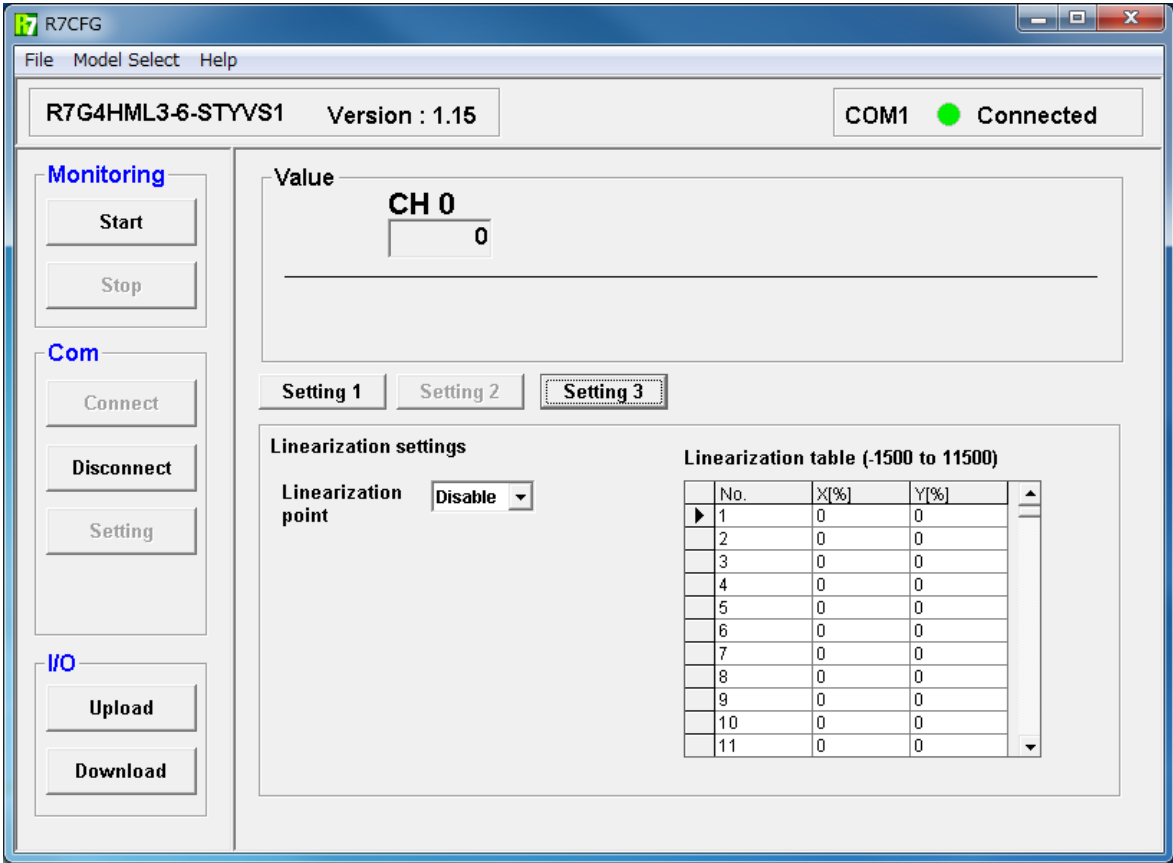 R7 R7CFG
File Model Select Help
R7G4HML3-6-STYVS1 Version : 1.15 COM1 Connected
Monitoring
Start
Stop
Com
Connect
Disconnect
Setting
I/O
Upload
Download
Value
CH 0
0
Setting 1 Setting 2 Setting 3
Linearization settings
Linearization
point
Disable
Linearization table (-1500 to 11500)
No. X[%] Y[%]
1 0 0
2 0 0
3 0 0
4 0 0
5 0 0
6 0 0
7 0 0
8 0 0
9 0 0
10 0 0
11 0 0